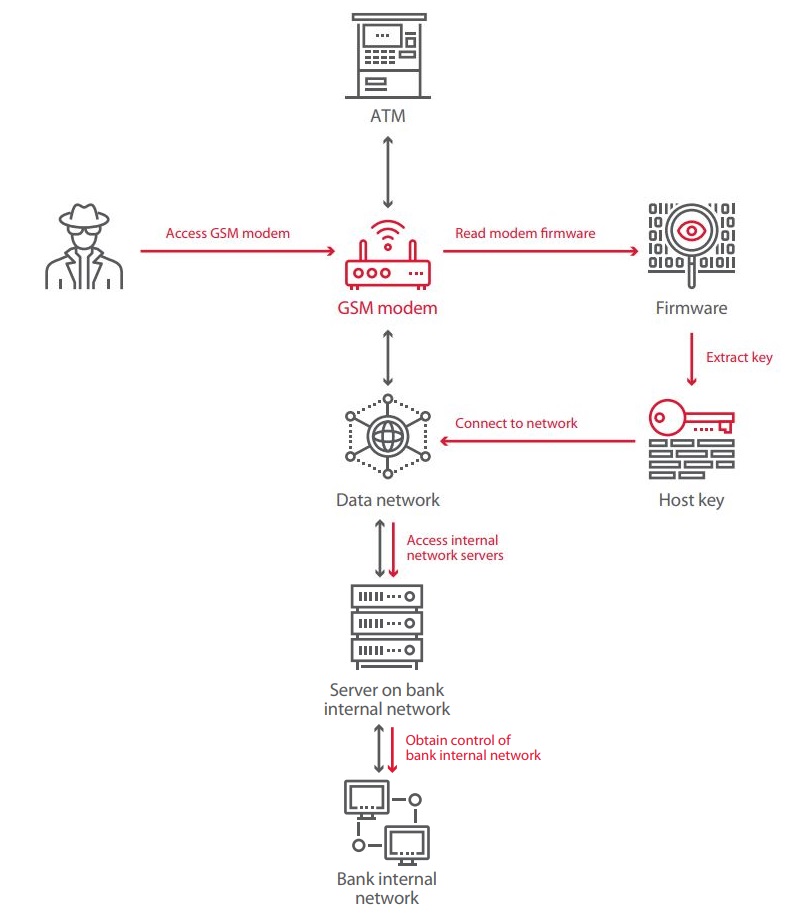 ATM
Access GSM modem
Read modem firmware
GSM modem
Firmware
Extract key
Connect to network
Data network
Host key
Access internal
network servers
Server on bank
internal network
Obtain control of
bank internal network
Bank internal
network